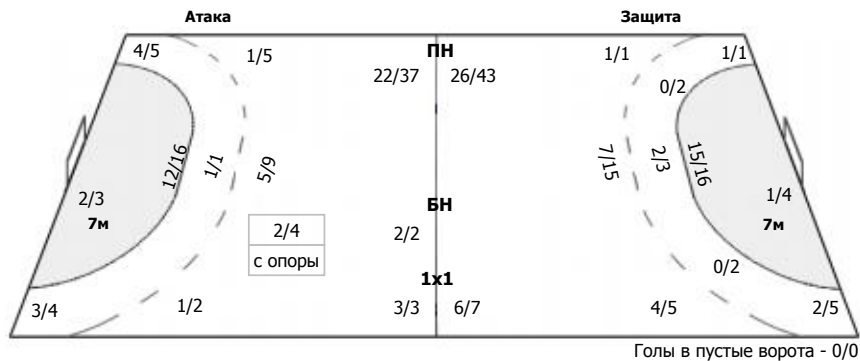 Атака Защита
4/5 1/5 ПН 1/1 1/1
22/37 26/43 0/2
12/16 1/1 5/9 7/15 2/3 15/16
2/3 1/4
7м БН 7м
2/4 2/2
с опоры 0/2
1х1
3/4 1/2 3/3 6/7 4/5 2/5
Голы в пустые ворота - 0/0